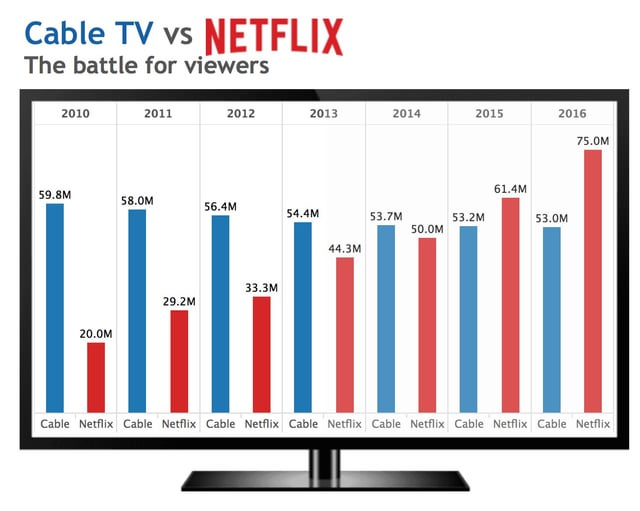 Cable TV vs NETFLIX
The battle for viewers
2010 2011 2012 2013 2014 2015 2016
75.0M
59.8M 58.0M 56.4M 54.4M 53.7M 50.0M 53.2M 61.4M 53.0M
44.3M
33.3M
29.2M
20.0M
Cable Netflix Cable Netflix Cable Netflix Cable Netflix Cable Netflix Cable Netflix Cable Netflix